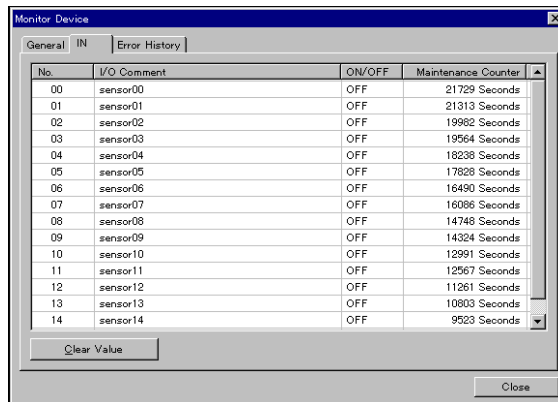 Monitor Device
General IN Error History
No. I/O Comment ON/OFF Maintenance Counter
00 sensor00 OFF 21729 Seconds
01 sensor01 OFF 21313 Seconds
02 sensor02 OFF 19982 Seconds
03 sensor03 OFF 19564 Seconds
04 sensor04 OFF 18238 Seconds
05 sensor05 OFF 17828 Seconds
06 sensor06 OFF 16490 Seconds
07 sensor07 OFF 16086 Seconds
08 sensor08 OFF 14748 Seconds
09 sensor09 OFF 14324 Seconds
10 sensor10 OFF 12991 Seconds
11 sensor11 OFF 12567 Seconds
12 sensor12 OFF 11261 Seconds
13 sensor13 OFF 10803 Seconds
14 sensor14 OFF 9523 Seconds
Clear Value
Close